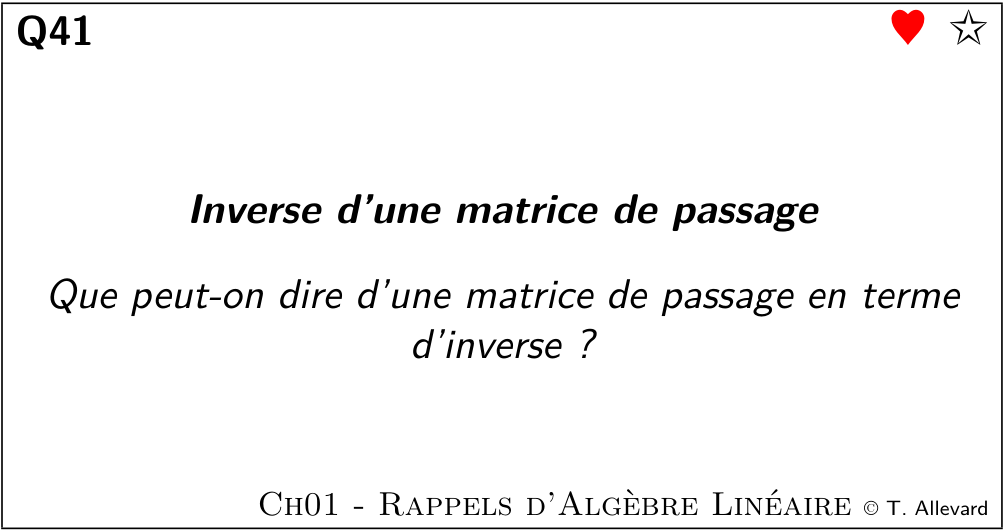 Q41
Inverse d'une matrice de passage
Que peut-on dire d'une matrice de passage en terme
d'inverse ?
Ch01 - Rappels d'Algèbre Linéaire © T. Allevard